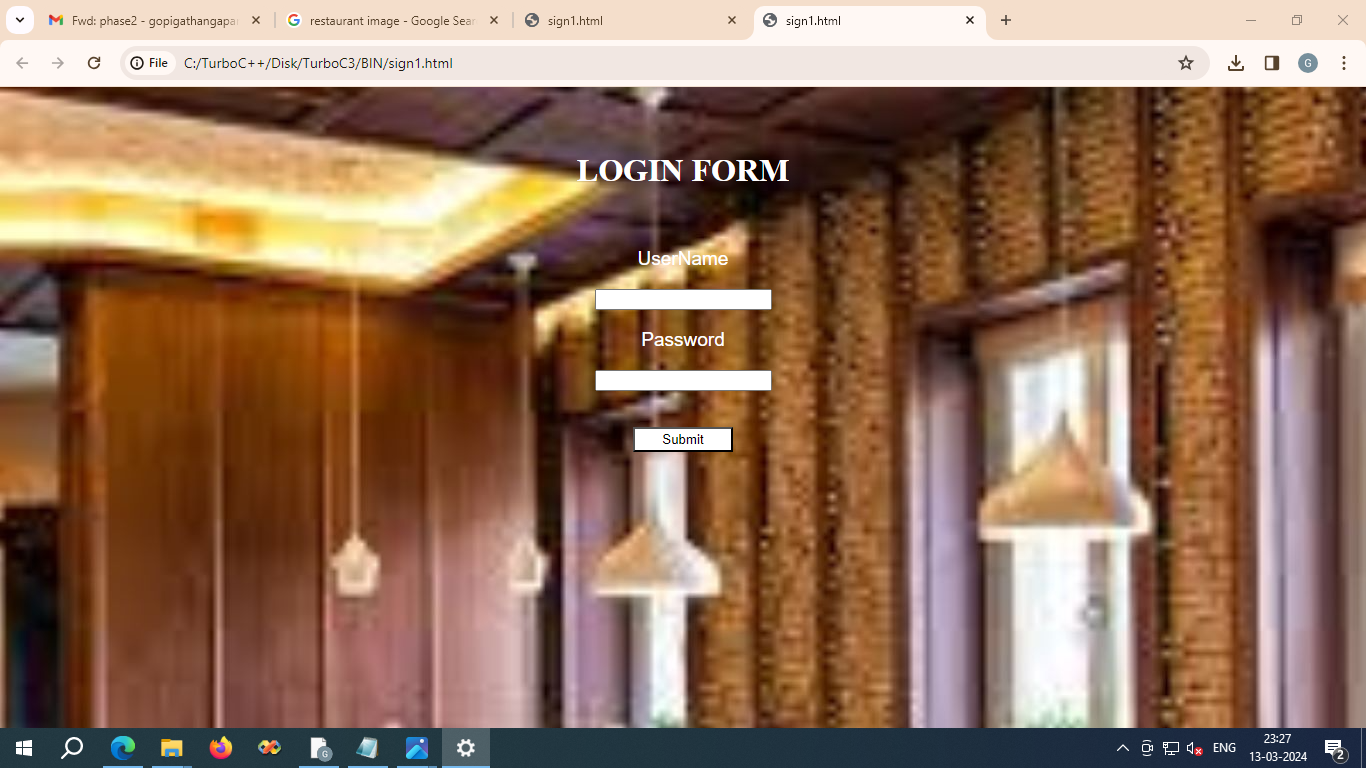 Fwd: phase2 - gopigathangapa
restaurant image - Google Sear
sign1.html
sign1.html
File
C:/TurboC++/Disk/TurboC3/BIN/sign1.html
G
LOGIN FORM
UserName
Password
Submit
G
ENG
23:27
13-03-2024
2